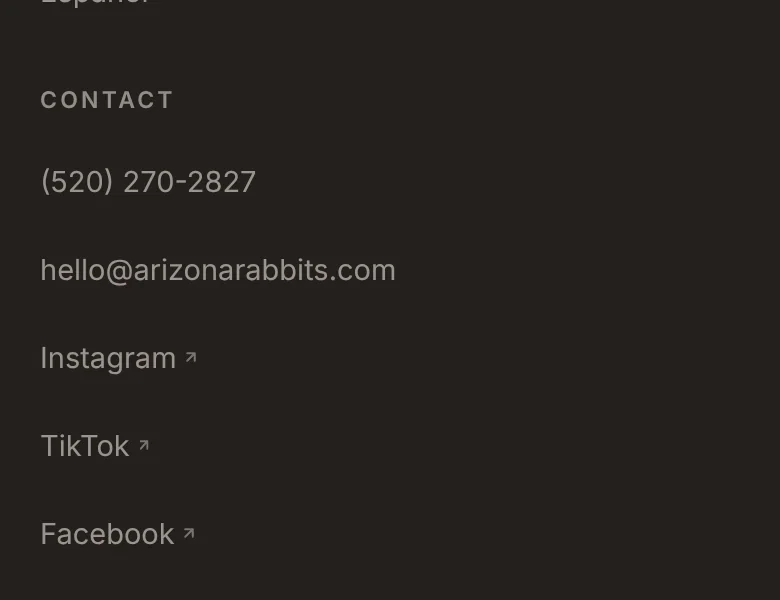 CONTACT
(520) 270-2827
hello@arizonarabbits.com
Instagram ↗
TikTok ↗
Facebook ↗